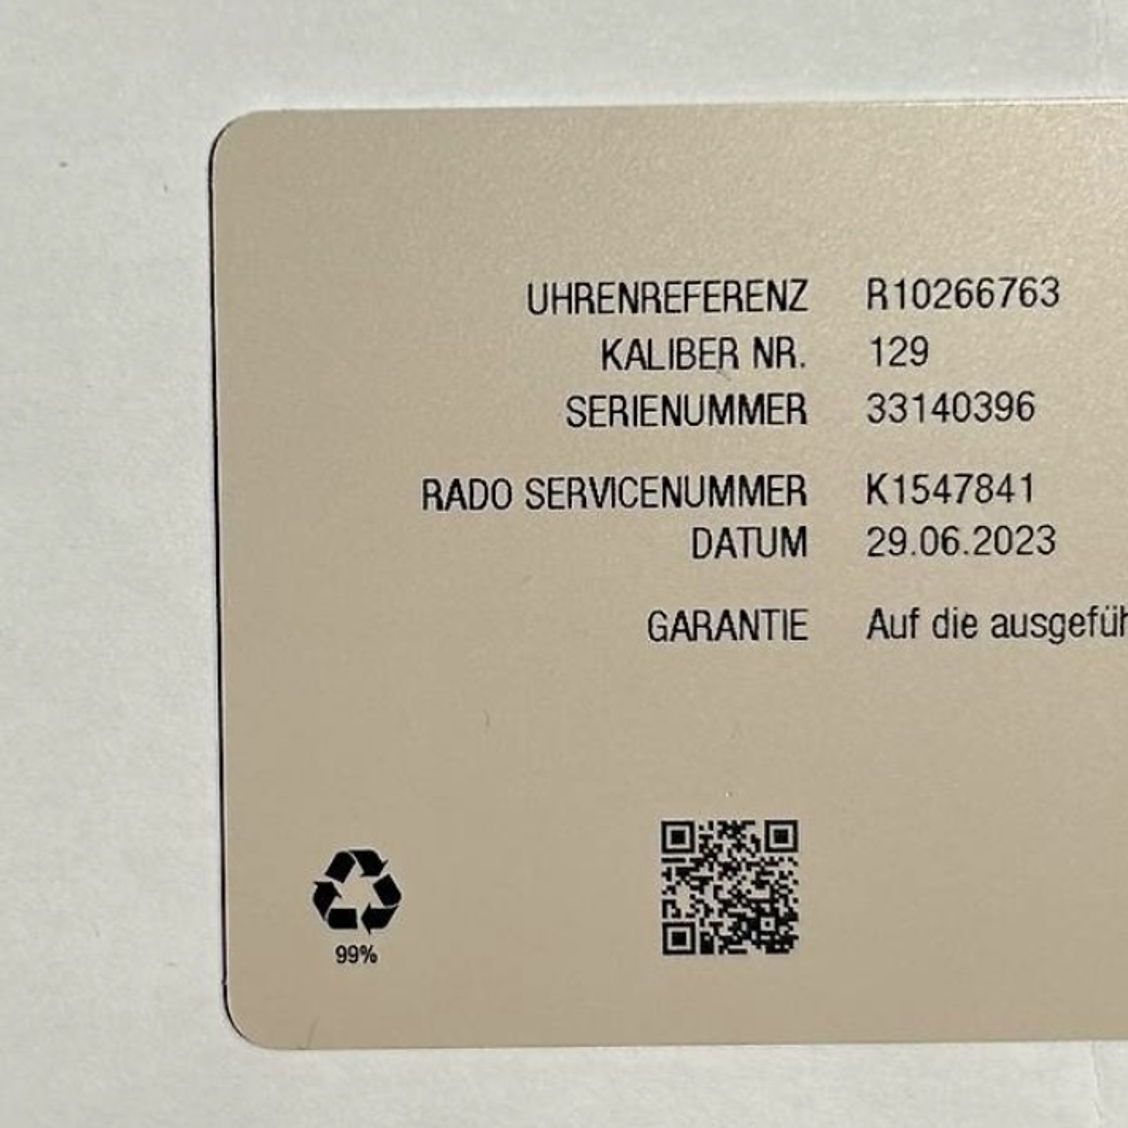 UHRENREFERENZ R10266763
KALIBER NR. 129
SERIENUMMER 33140396
RADO SERVICENUMMER K1547841
DATUM 29.06.2023
GARANTIE Auf die
99%